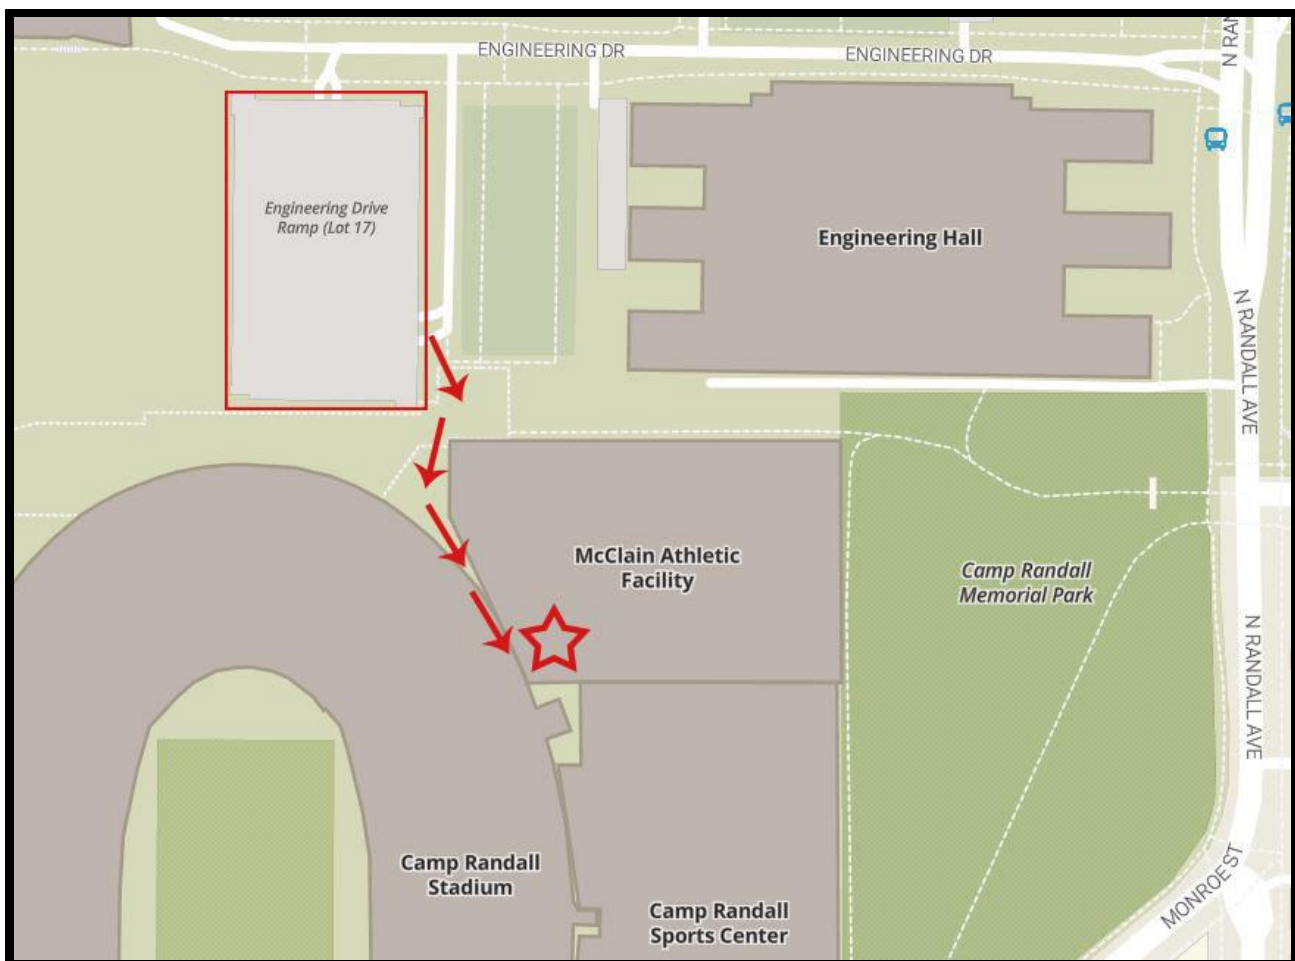 ENGINEERING DR
ENGINEERING DR
N RAN
Engineering Drive
Ramp (Lot 17)
Engineering Hall
N RANDALL AVE
McClain Athletic
Facility
Camp Randall
Memorial Park
N RANDALL AVE
Camp Randall
Stadium
MONROE ST
Camp Randall
Sports Center